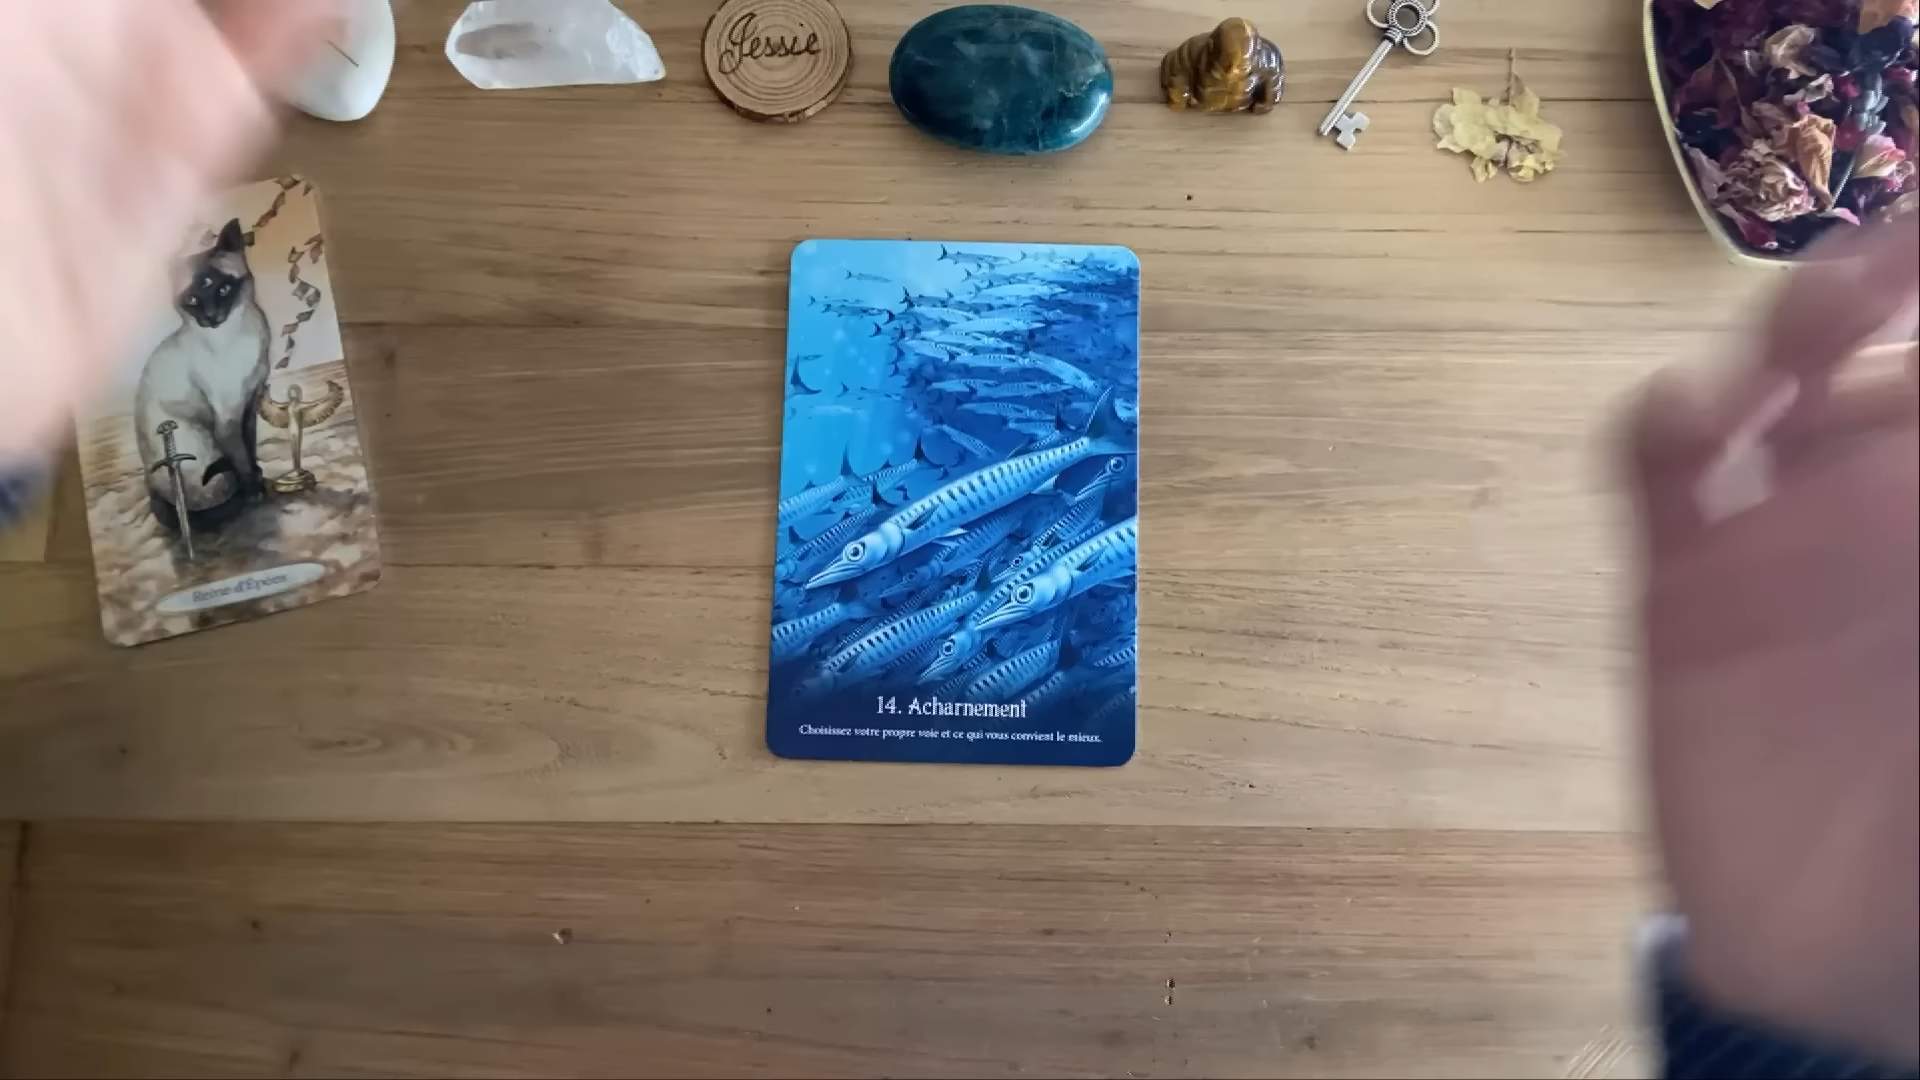 Jessie
Reine d'Epées
14. Acharnement
Choisissez votre propre voie et ce qui vous convient le mieux.